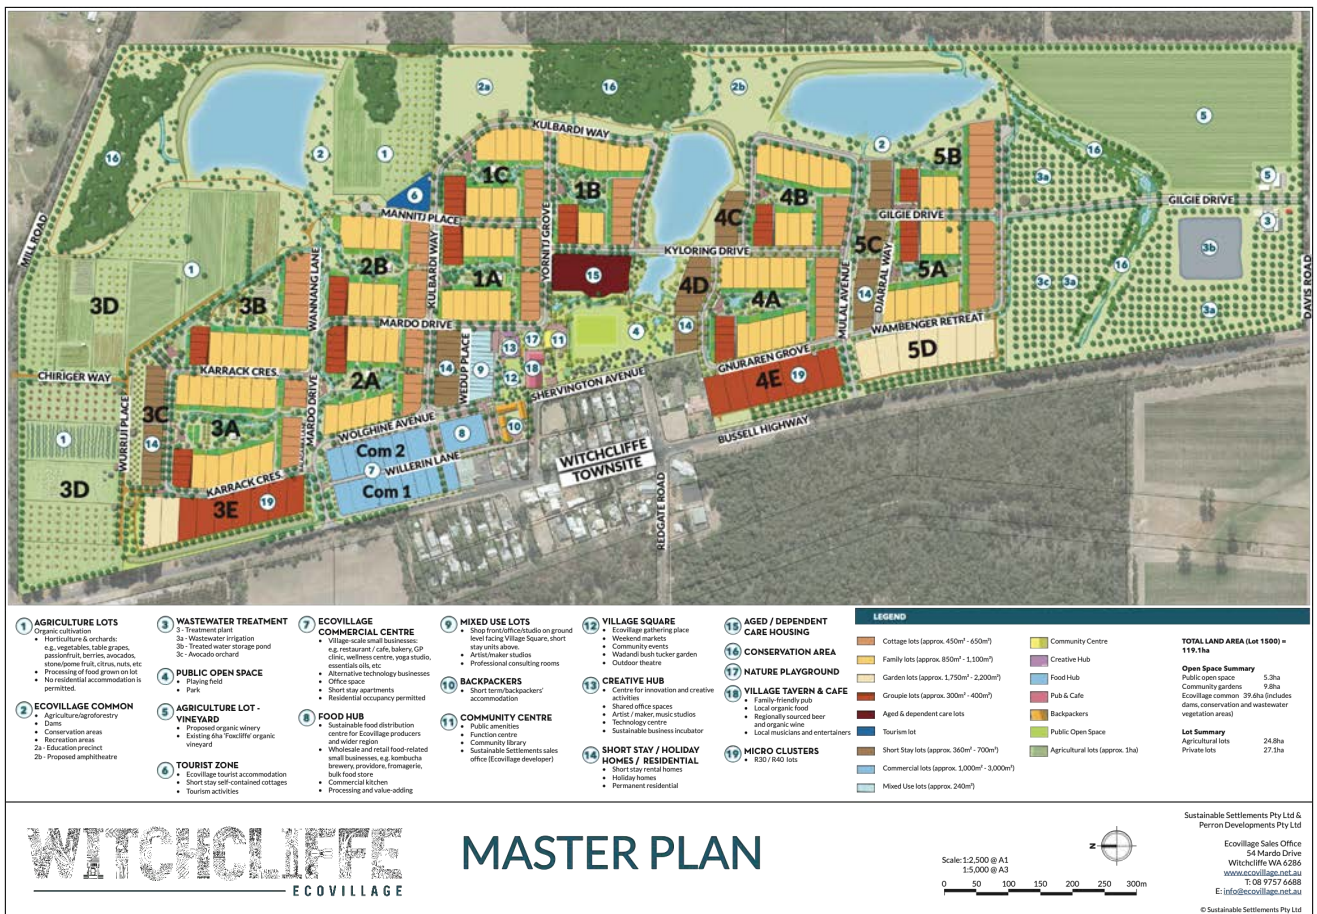 16
2
1
6
2a
16
2b
KULBARDI WAY
2
5
16
3a
5
GILGIE DRIVE
3
3b
MILL ROAD
1
3D
3B
WANNANG LANE
MANNITJ PLACE
1C
1B
YORNITJ GROVE
KULBARDI WAY
2B
1A
MARDO DRIVE
4C
4B
KYLORING DRIVE
15
4D
4A
14
4
5B
GILGIE DRIVE
5C
5A
DJARRAL WAY
14
MULAL AVENUE
WAMBENGER RETREAT
5D
3c
3a
16
3a
DAVIS ROAD
CHIRIGER WAY
WURRIJI PLACE
3C
14
KARRACK CRES.
3A
MARDO DRIVE
2A
14
WEDUP PLACE
9
13
17
11
12
18
SHERVINGTON AVENUE
GNURAREN GROVE
4E
19
BUSSELL HIGHWAY
1
3D
KARRACK CRES.
3E
19
WOLGHINE AVENUE
Com 2
7
WILLERIN LANE
Com 1
8
10
WITCHCLIFFE
TOWNSITE
REDGATE ROAD
1 AGRICULTURE LOTS
Organic cultivation
• Horticulture & orchards:
e.g., vegetables, table grapes,
passionfruit, berries, avocados,
stone/pome fruit, citrus, nuts, etc
• Processing of food grown on lot
• No residential accommodation is
permitted.
2 ECOVILLAGE COMMON
• Agriculture/agroforestry
• Dams
• Conservation areas
• Recreation areas
2a - Education precinct
2b - Proposed amphitheatre
3 WASTEWATER TREATMENT
3 - Treatment plant
3a - Wastewater irrigation
3b - Treated water storage pond
3c - Avocado orchard
4 PUBLIC OPEN SPACE
• Playing field
• Park
5 AGRICULTURE LOT -
VINEYARD
• Proposed organic winery
• Existing 6ha 'Foxcliffe' organic
vineyard
6 TOURIST ZONE
• Ecovillage tourist accommodation
• Short stay self-contained cottages
• Tourism activities
7 ECOVILLAGE
COMMERCIAL CENTRE
• Village-scale small businesses:
e.g. restaurant / cafe, bakery, GP
clinic, wellness centre, yoga studio,
essentials oils, etc
• Alternative technology businesses
• Office space
• Short stay apartments
• Residential occupancy permitted
8 FOOD HUB
• Sustainable food distribution
centre for Ecovillage producers
and wider region
• Wholesale and retail food-related
small businesses, e.g. kombucha
brewery, providore, fromagerie,
bulk food store
• Commercial kitchen
• Processing and value-adding
9 MIXED USE LOTS
• Shop front/office/studio on ground
level facing Village Square, short
stay units above.
• Artist/maker studios
• Professional consulting rooms
10 BACKPACKERS
• Short term/backpackers'
accommodation
11 COMMUNITY CENTRE
• Public amenities
• Function centre
• Community library
• Sustainable Settlements sales
office (Ecovillage developer)
12 VILLAGE SQUARE
• Ecovillage gathering place
• Weekend markets
• Community events
• Wadandi bush tucker garden
• Outdoor theatre
13 CREATIVE HUB
• Centre for innovation and creative
activities
• Shared office spaces
• Artist / maker, music studios
• Technology centre
• Sustainable business incubator
14 SHORT STAY / HOLIDAY
HOMES / RESIDENTIAL
• Short stay rental homes
• Holiday homes
• Permanent residential
15 AGED / DEPENDENT
CARE HOUSING
16 CONSERVATION AREA
17 NATURE PLAYGROUND
18 VILLAGE TAVERN & CAFE
• Family-friendly pub
• Local organic food
• Regionally sourced beer
and organic wine
• Local musicians and entertainers
19 MICRO CLUSTERS
• R30 / R40 lots
LEGEND
Cottage lots (approx. 450m² - 650m²)
Family lots (approx. 850m² - 1,100m²)
Garden lots (approx. 1,750m² - 2,200m²)
Groupie lots (approx. 300m² - 400m²)
Aged & dependent care lots
Tourism lot
Short Stay lots (approx. 360m² - 700m²)
Commercial lots (approx. 1,000m² - 3,000m²)
Mixed Use lots (approx. 240m²)
Community Centre
Creative Hub
Food Hub
Pub & Cafe
Backpackers
Public Open Space
Agricultural lots (approx. 1ha)
TOTAL LAND AREA (Lot 1500) =
119.1ha
Open Space Summary
Public open space 5.3ha
Community gardens 9.8ha
Ecovillage common 39.6ha (includes
dams, conservation and wastewater
vegetation areas)
Lot Summary
Agricultural lots 24.8ha
Private lots 27.1ha
WITCHCLIFFE
ECOVILLAGE
MASTER PLAN
Scale:1:2,500 @ A1
1:5,000 @ A3
0 50 100 150 200 250 300m
N
Sustainable Settlements Pty Ltd &
Perron Developments Pty Ltd
Ecovillage Sales Office
54 Mardo Drive
Witchcliffe WA 6286
www.ecovillage.net.au
T: 08 9757 6688
E: info@ecovillage.net.au
© Sustainable Settlements Pty Ltd